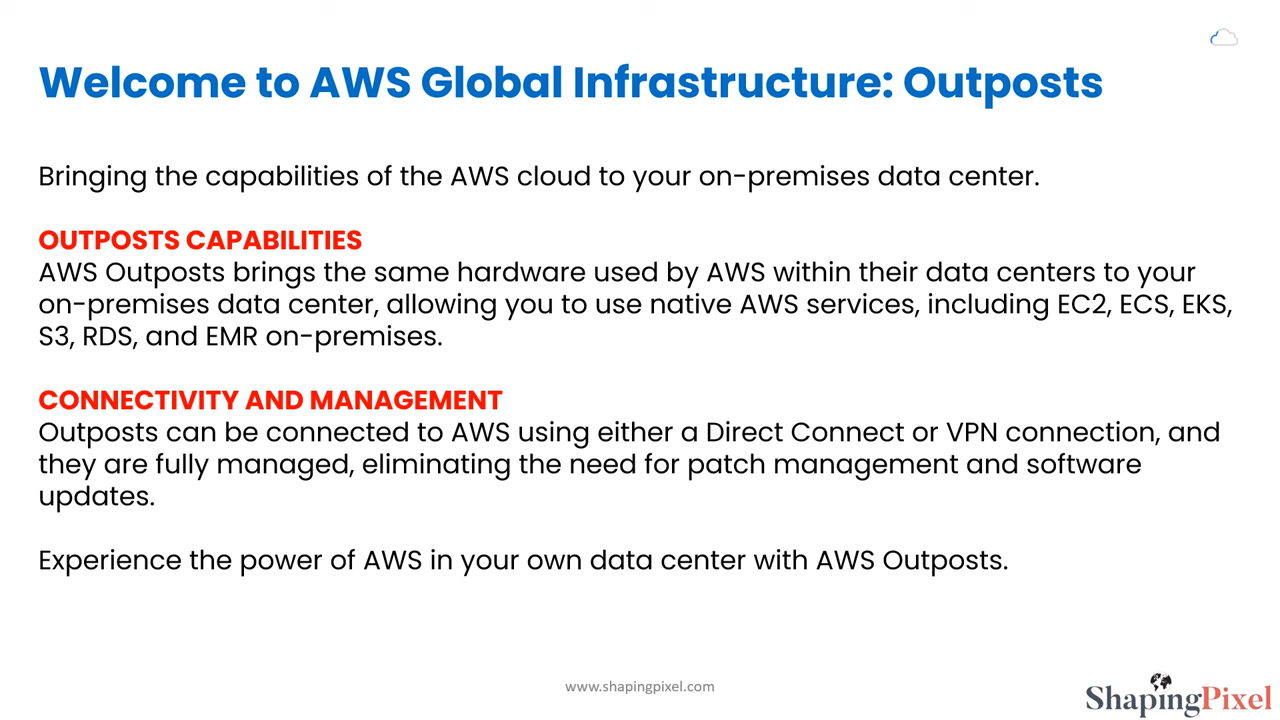 Welcome to AWS Global Infrastructure: Outposts
Bringing the capabilities of the AWS cloud to your on-premises data center.
OUTPOSTS CAPABILITIES
AWS Outposts brings the same hardware used by AWS within their data centers to your
on-premises data center, allowing you to use native AWS services, including EC2, ECS, EKS,
S3, RDS, and EMR on-premises.
CONNECTIVITY AND MANAGEMENT
Outposts can be connected to AWS using either a Direct Connect or VPN connection, and
they are fully managed, eliminating the need for patch management and software
updates.
Experience the power of AWS in your own data center with AWS Outposts.
www.shapingpixel.com
ShapingPixel